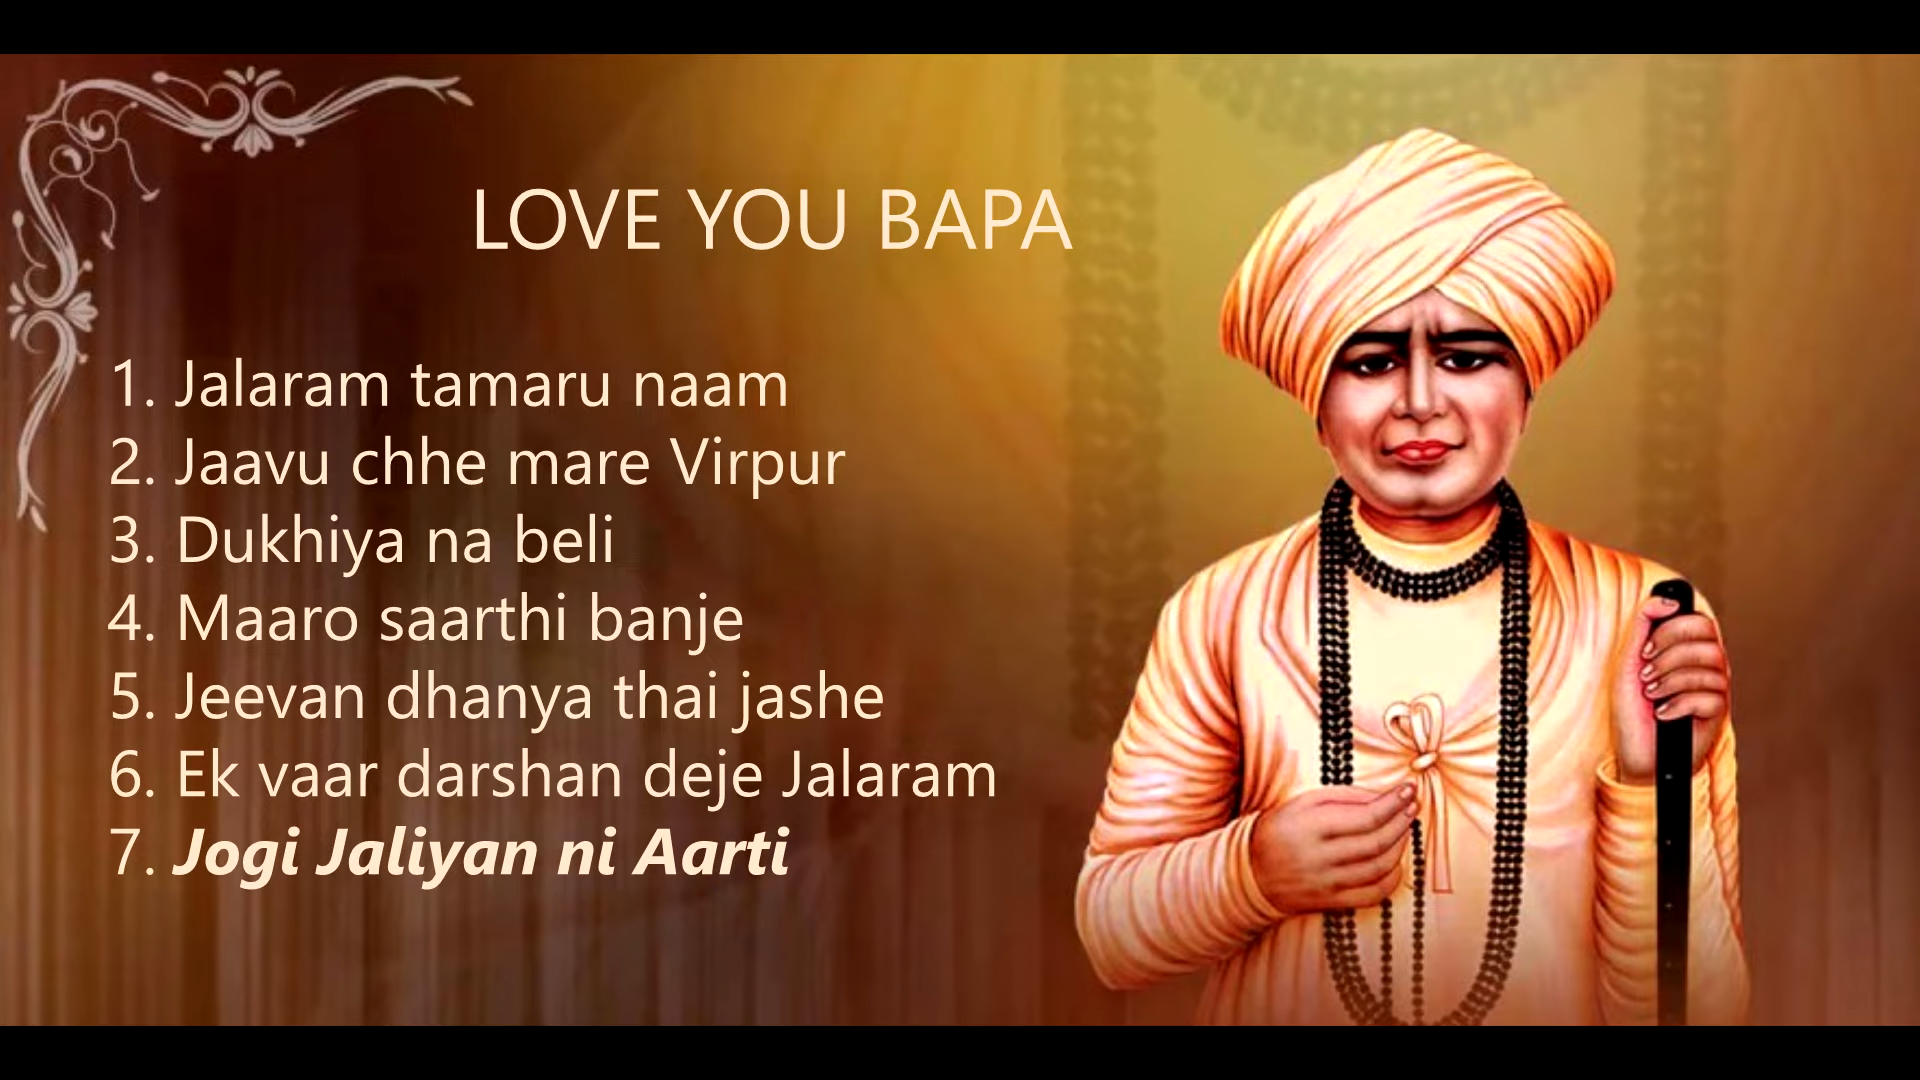 LOVE YOU BAPA
1. Jalaram tamaru naam
2. Jaavu chhe mare Virpur
3. Dukhiya na beli
4. Maaro saarthi banje
5. Jeevan dhanya thai jashe
6. Ek vaar darshan deje Jalaram
7. Jogi Jaliyan ni Aarti